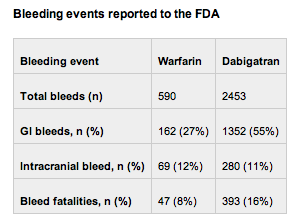 Bleeding events reported to the FDA
Bleeding event Warfarin Dabigatran
Total bleeds (n) 590 2453
GI bleeds, n (%) 162 (27%) 1352 (55%)
Intracranial bleed, n (%) 69 (12%) 280 (11%)
Bleed fatalities, n (%) 47 (8%) 393 (16%)